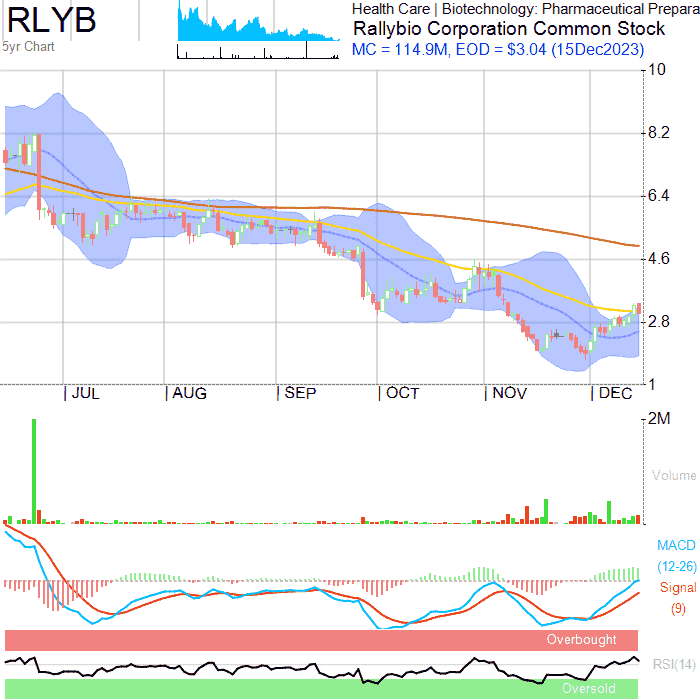 RLYB
5yr Chart
Health Care | Biotechnology: Pharmaceutical Prepara
Rallybio Corporation Common Stock
MC = 114.9M, EOD = $3.04 (15Dec2023)
10
8.2
6.4
4.6
2.8
1
| JUL | AUG | SEP | OCT | NOV | DEC
2M
Volume
MACD
(12-26)
Signal
(9)
Overbought
RSI(14)
Oversold